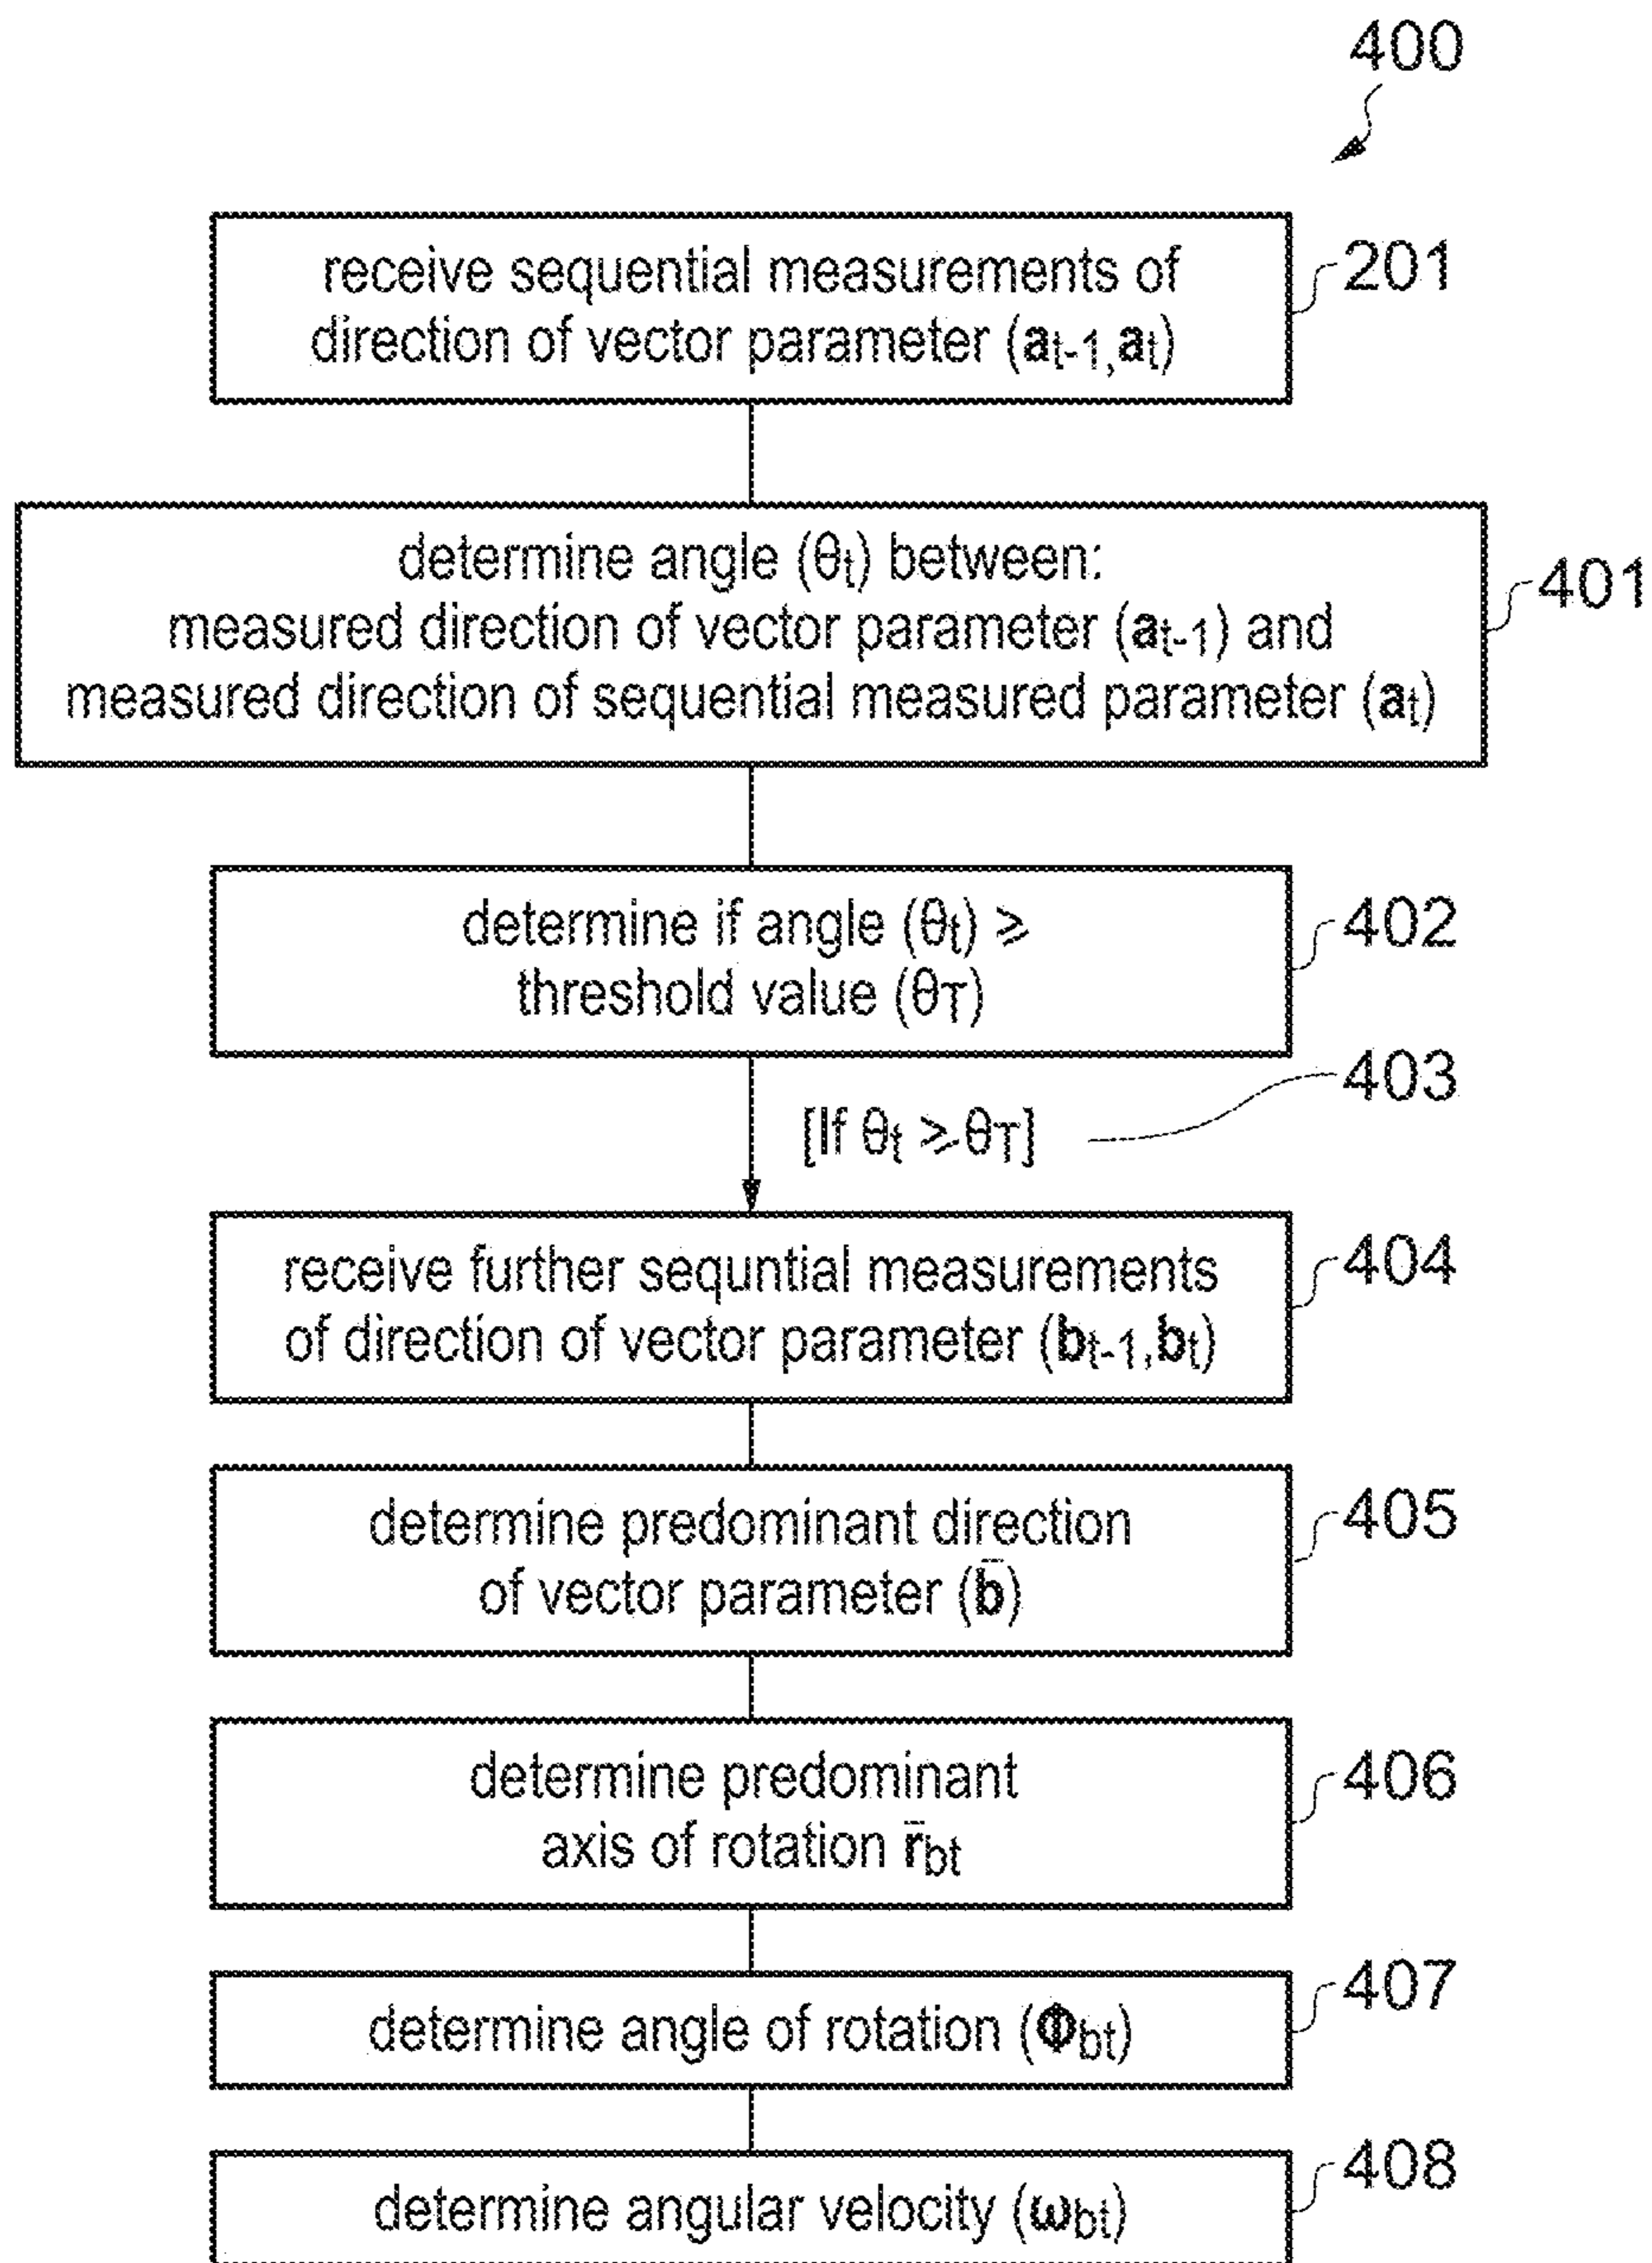 400
receive sequential measurements of
direction of vector parameter (aₜ₋₁,aₜ)
201
determine angle (θₜ) between:
measured direction of vector parameter (aₜ₋₁) and
measured direction of sequential measured parameter (aₜ)
401
determine if angle (θₜ) ⩾
threshold value (θT)
402
403
[If θₜ ⩾ θT]
receive further sequntial measurements
of direction of vector parameter (bₜ₋₁,bₜ)
404
determine predominant direction
of vector parameter (b̄)
405
determine predominant
axis of rotation r̄bt
406
determine angle of rotation (Φbt)
407
determine angular velocity (ωbt)
408